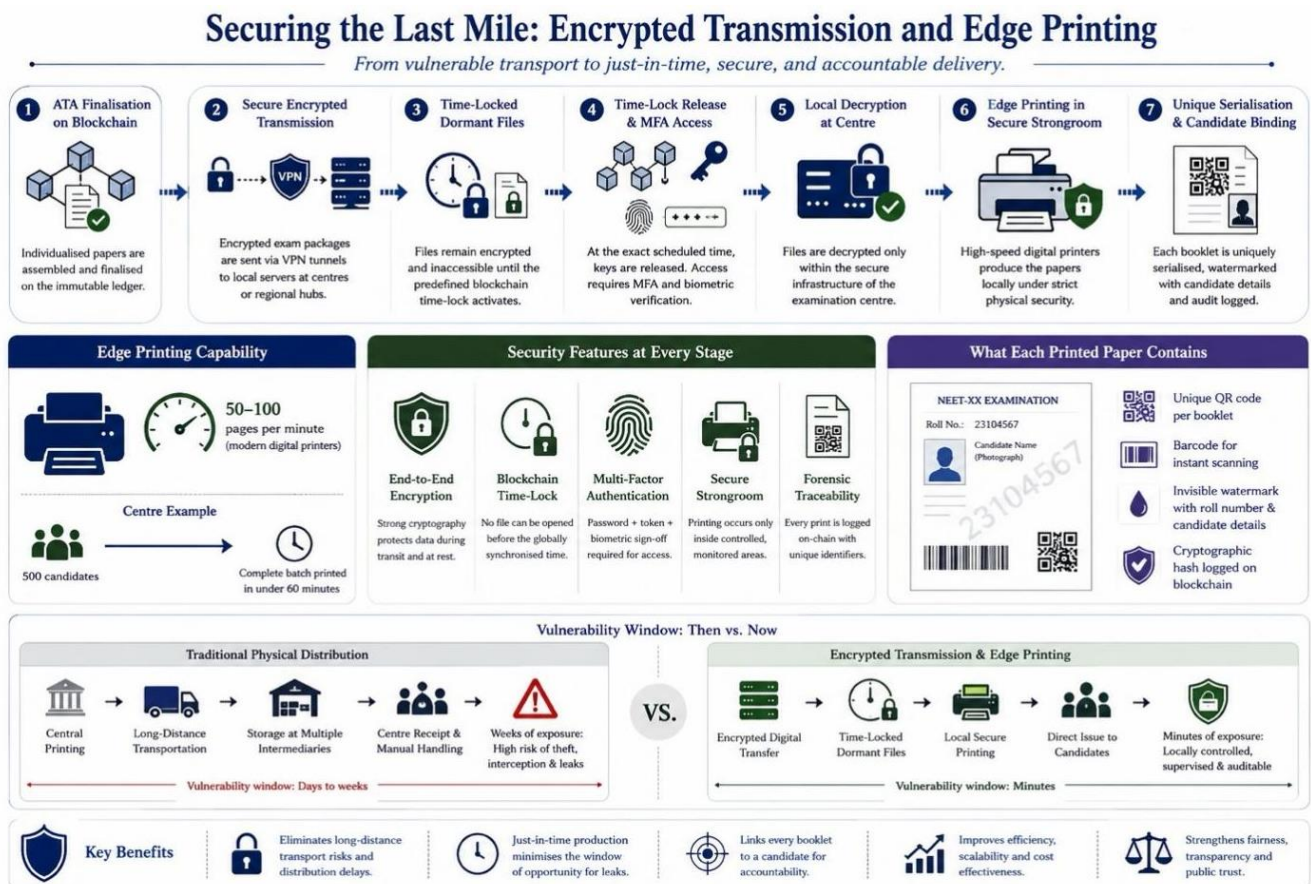 Securing the Last Mile: Encrypted Transmission and Edge Printing
From vulnerable transport to just-in-time, secure, and accountable delivery.
1
ATA Finalisation
on Blockchain
Individualised papers are
assembled and finalised
on the immutable ledger.
2
Secure Encrypted
Transmission
VPN
Encrypted exam packages
are sent via VPN tunnels
to local servers at centres
or regional hubs.
3
Time-Locked
Dormant Files
Files remain encrypted
and inaccessible until the
predefined blockchain
time-lock activates.
4
Time-Lock Release
& MFA Access
At the exact scheduled time,
keys are released. Access
requires MFA and biometric
verification.
5
Local Decryption
at Centre
Files are decrypted only
within the secure
infrastructure of the
examination centre.
6
Edge Printing in
Secure Strongroom
High-speed digital printers
produce the papers
locally under strict
physical security.
7
Unique Serialisation
& Candidate Binding
Each booklet is uniquely
serialised, watermarked
with candidate details
and audit logged.
Edge Printing Capability
50–100
pages per minute
(modern digital printers)
Centre Example
500 candidates
Complete batch printed
in under 60 minutes
Security Features at Every Stage
End-to-End
Encryption
Strong cryptography
protects data during
transit and at rest.
Blockchain
Time-Lock
No file can be opened
before the globally
synchronised time.
Multi-Factor
Authentication
Password + token +
biometric sign-off
required for access.
Secure
Strongroom
Printing occurs only
inside controlled,
monitored areas.
Forensic
Traceability
Every print is logged
on-chain with
unique identifiers.
What Each Printed Paper Contains
NEET-XX EXAMINATION
Roll No.: 23104567
Candidate Name
(Photograph)
23104567
Unique QR code
per booklet
Barcode for
instant scanning
Invisible watermark
with roll number &
candidate details
Cryptographic
hash logged on
blockchain
Vulnerability Window: Then vs. Now
Traditional Physical Distribution
Central
Printing
Long-Distance
Transportation
Storage at Multiple
Intermediaries
Centre Receipt &
Manual Handling
Weeks of exposure:
High risk of theft,
interception & leaks
Vulnerability window: Days to weeks
VS.
Encrypted Transmission & Edge Printing
Encrypted Digital
Transfer
Time-Locked
Dormant Files
Local Secure
Printing
Direct Issue to
Candidates
Minutes of exposure:
Locally controlled,
supervised & auditable
Vulnerability window: Minutes
Key Benefits
Eliminates long-distance
transport risks and
distribution delays.
Just-in-time production
minimises the window
of opportunity for leaks.
Links every booklet
to a candidate for
accountability.
Improves efficiency,
scalability and cost
effectiveness.
Strengthens fairness,
transparency and
public trust.